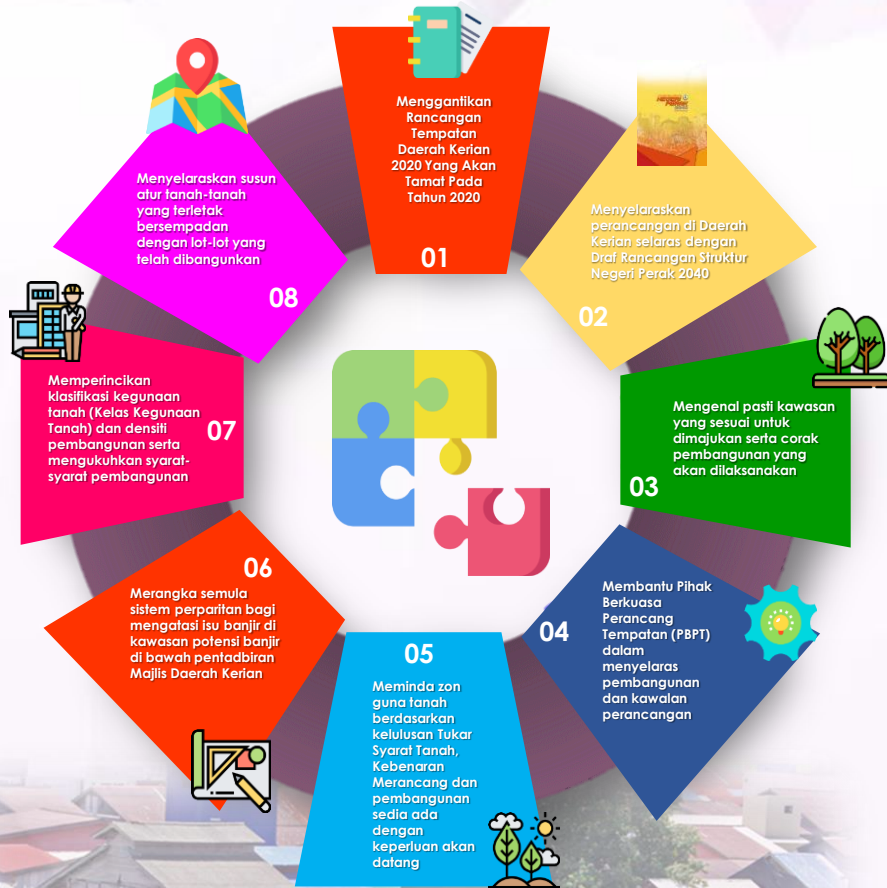 Menggantikan
Rancangan
Tempatan
Daerah Kerian
2020 Yang Akan
Tamat Pada
Tahun 2020
01
Menyelaraskan
perancangan di Daerah
Kerian selaras dengan
Draf Rancangan Struktur
Negeri Perak 2040
02
Mengenal pasti kawasan
yang sesuai untuk
dimajukan serta corak
pembangunan yang
akan dilaksanakan
03
Membantu Pihak
Berkuasa
Perancang
Tempatan (PBPT)
dalam
menyelaras
pembangunan
dan kawalan
perancangan
04
05
Meminda zon
guna tanah
berdasarkan
kelulusan Tukar
Syarat Tanah,
Kebenaran
Merancang dan
pembangunan
sedia ada
dengan
keperluan akan
datang
06
Merangka semula
sistem perparitan bagi
mengatasi isu banjir di
kawasan potensi banjir
di bawah pentadbiran
Majlis Daerah Kerian
Memperincikan
klasifikasi kegunaan
tanah (Kelas Kegunaan
Tanah) dan densiti
pembangunan serta
mengukuhkan syarat-
syarat pembangunan
07
Menyelaraskan susun
atur tanah-tanah
yang terletak
bersempadan
dengan lot-lot yang
telah dibangunkan
08